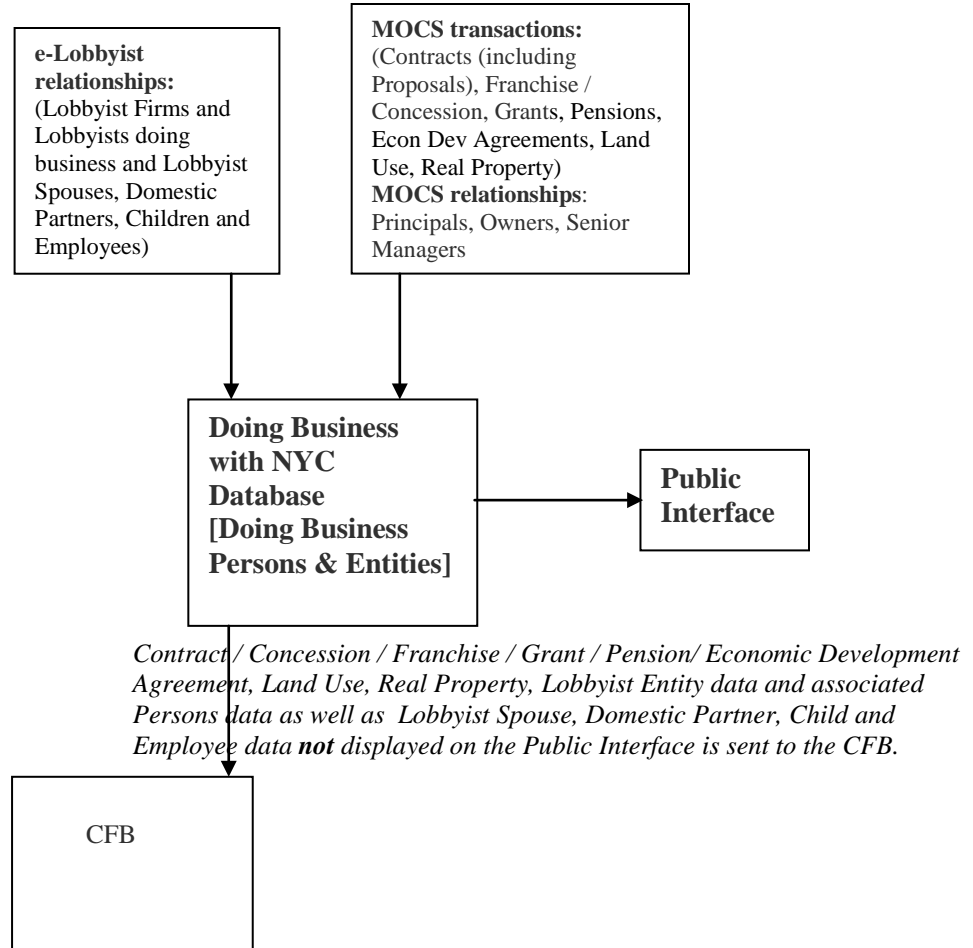 e-Lobbyist
relationships:
(Lobbyist Firms and
Lobbyists doing
business and Lobbyist
Spouses, Domestic
Partners, Children and
Employees)
MOCS transactions:
(Contracts (including
Proposals), Franchise /
Concession, Grants, Pensions,
Econ Dev Agreements, Land
Use, Real Property)
MOCS relationships:
Principals, Owners, Senior
Managers
Doing Business
with NYC
Database
[Doing Business
Persons & Entities]
Public
Interface
Contract / Concession / Franchise / Grant / Pension/ Economic Development
Agreement, Land Use, Real Property, Lobbyist Entity data and associated
Persons data as well as Lobbyist Spouse, Domestic Partner, Child and
Employee data not displayed on the Public Interface is sent to the CFB.
CFB